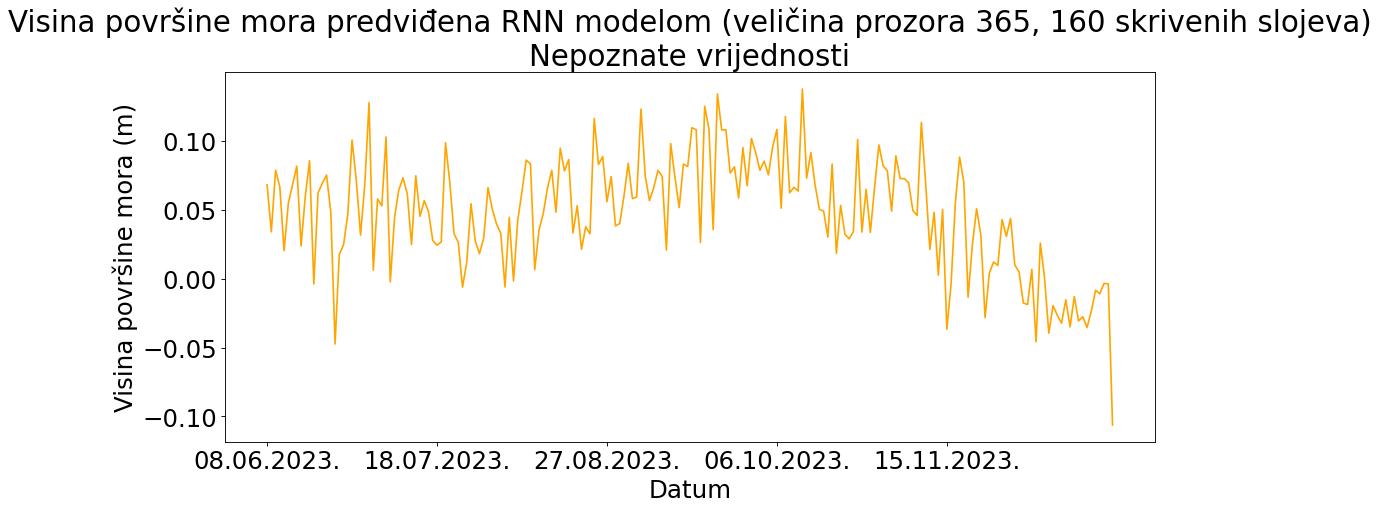 Visina površine mora predviđena RNN modelom (veličina prozora 365, 160 skrivenih slojeva)
Nepoznate vrijednosti
Visina površine mora (m)
0.10
0.05
0.00
−0.05
−0.10
08.06.2023. 18.07.2023. 27.08.2023. 06.10.2023. 15.11.2023.
Datum